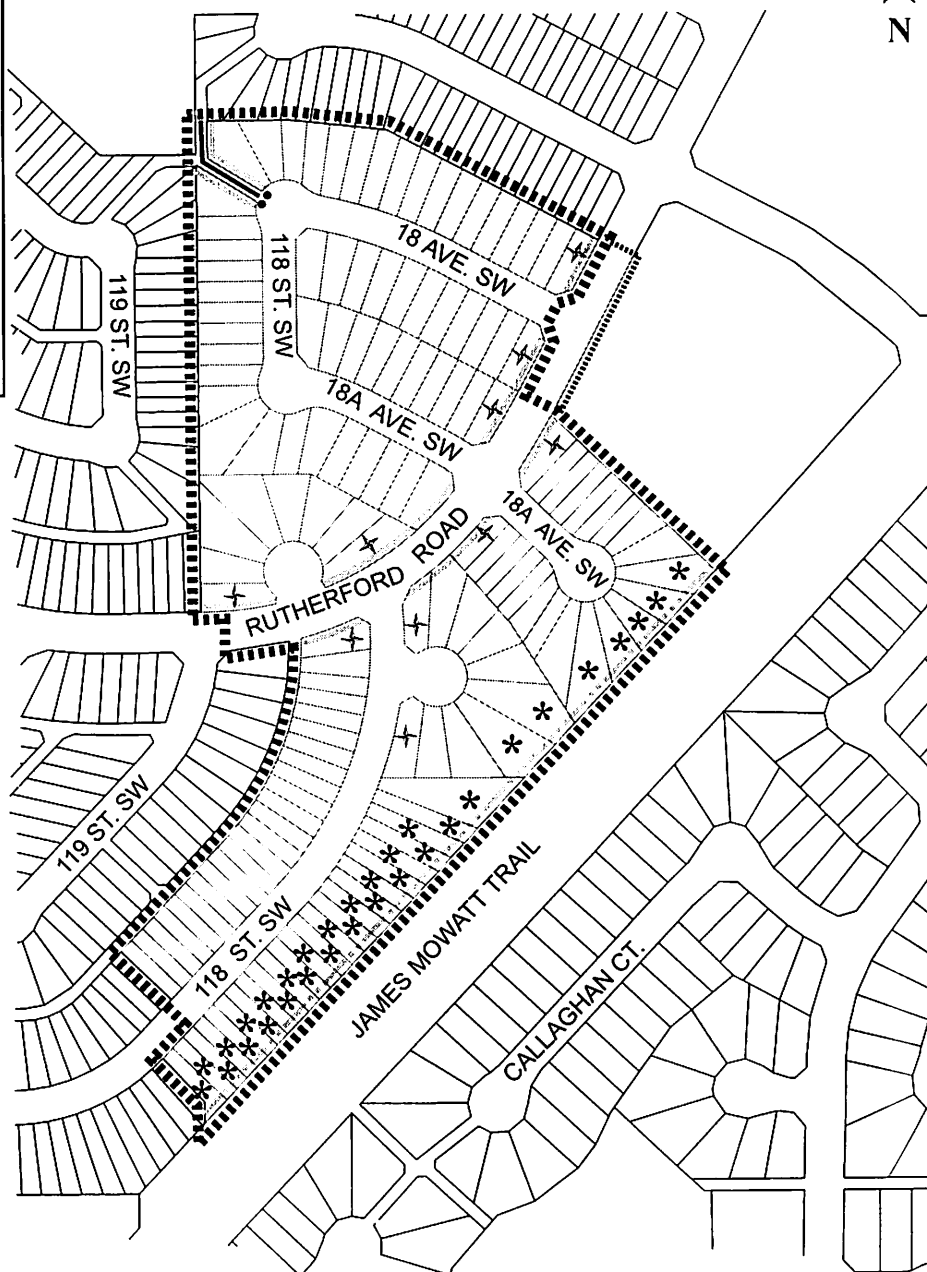 N
18 AVE. SW
119 ST. SW
118 ST. SW
18A AVE. SW
18A AVE. SW
RUTHERFORD ROAD
119 ST. SW
118 ST. SW
JAMES MOWATT TRAIL
CALLAGHAN CT.